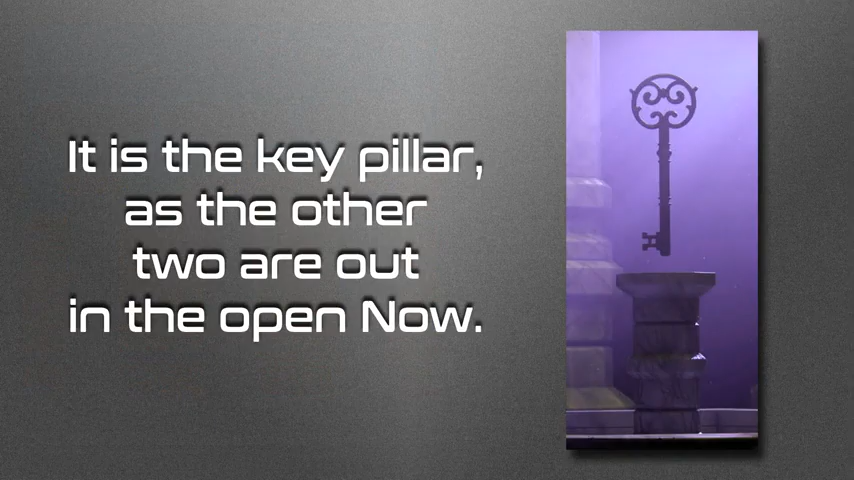 It is the key pillar,
as the other
two are out
in the open Now.